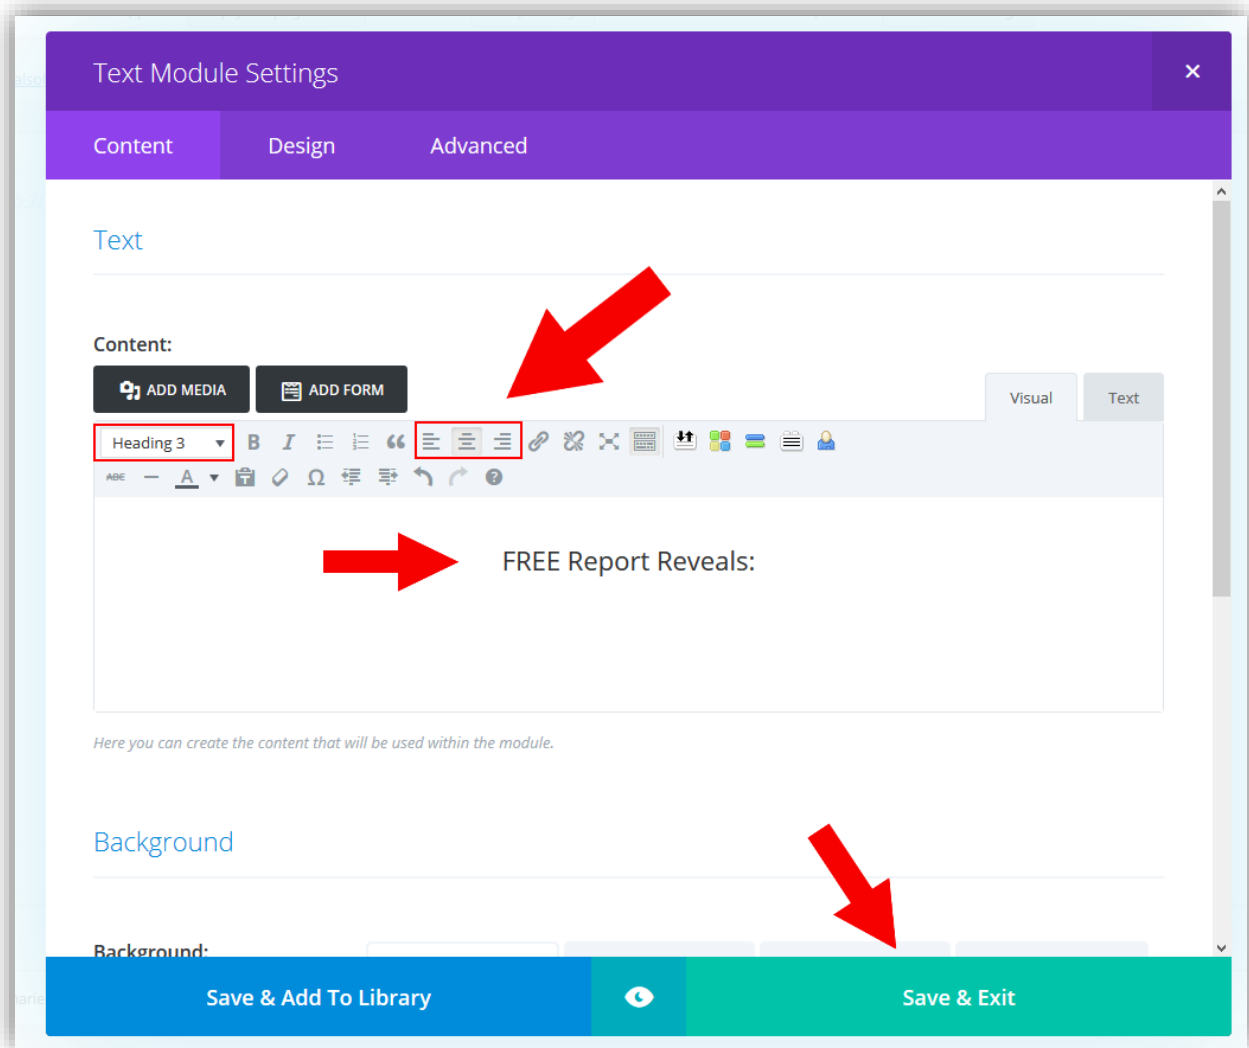 Text Module Settings
Content Design Advanced
Text
Content:
ADD MEDIA ADD FORM
Visual Text
Heading 3 B I
ABE A T Ω ?
FREE Report Reveals:
Here you can create the content that will be used within the module.
Background
Background:
Save & Add To Library Save & Exit